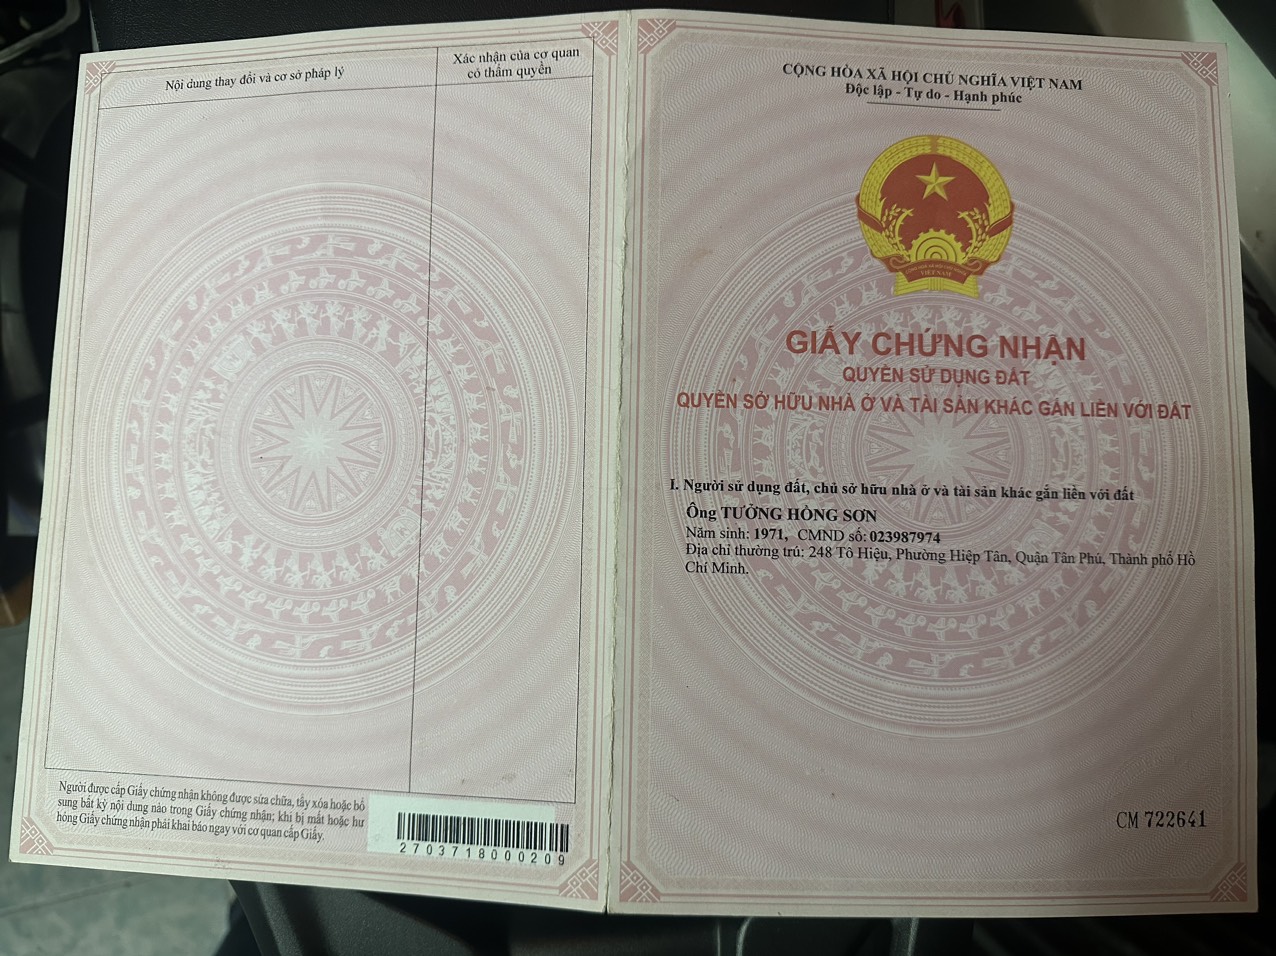 Nội dung thay đổi và cơ sở pháp lý
Xác nhận của cơ quan
có thẩm quyền
Người được cấp Giấy chứng nhận không được sửa chữa, tẩy xóa hoặc bổ
sung bất kỳ nội dung nào trong Giấy chứng nhận; khi bị mất hoặc hư
hỏng Giấy chứng nhận phải khai báo ngay với cơ quan cấp Giấy.
270371800020​9
CỘNG HÒA XÃ HỘI CHỦ NGHĨA VIỆT NAM
Độc lập - Tự do - Hạnh phúc
VIỆT NAM
GIẤY CHỨNG NHẬN
QUYỀN SỬ DỤNG ĐẤT
QUYỀN SỞ HỮU NHÀ Ở VÀ TÀI SẢN KHÁC GẮN LIỀN VỚI ĐẤT
I. Người sử dụng đất, chủ sở hữu nhà ở và tài sản khác gắn liền với đất
Ông TƯỞNG HỒNG SƠN
Năm sinh: 1971, CMND số: 023987974
Địa chỉ thường trú: 248 Tô Hiệu, Phường Hiệp Tân, Quận Tân Phú, Thành phố Hồ
Chí Minh.
CM 722641